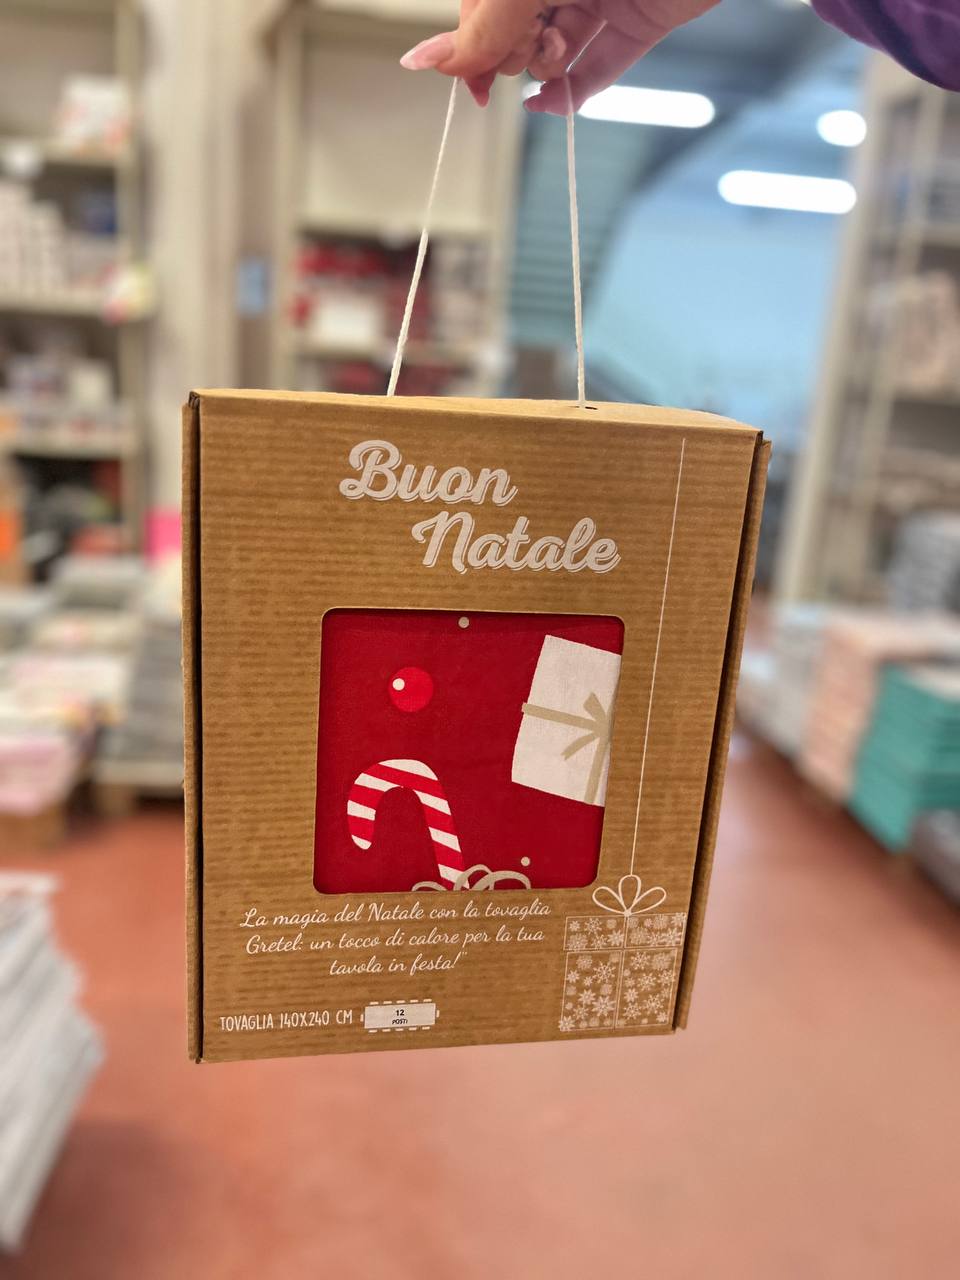 Buon
Natale
La magia del Natale con la tovaglia
Gretel: un tocco di calore per la tua
tavola in festa!"
TOVAGLIA 140X240 CM
12
POSTI